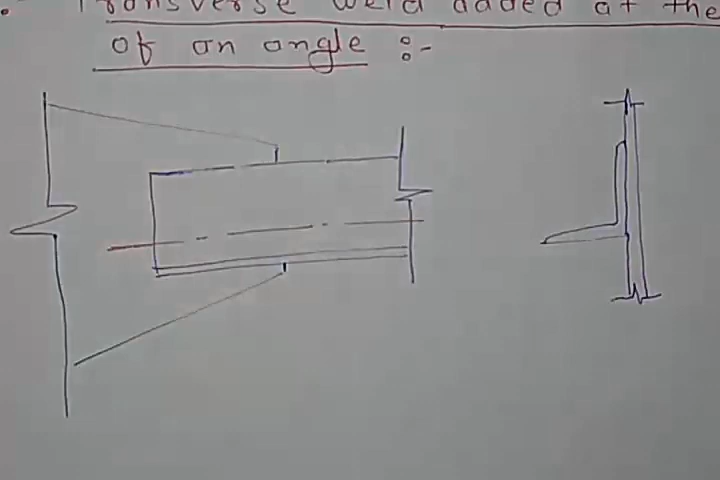 Transverse weld added at the
of an angle :-